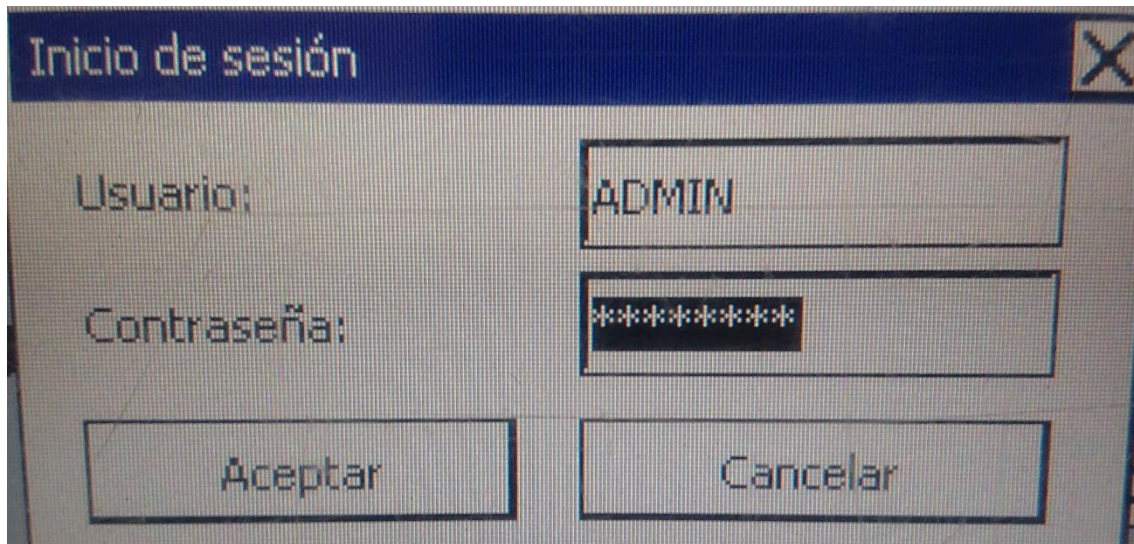 Inicio de sesión
Usuario: ADMIN
Contraseña: ********
Aceptar Cancelar